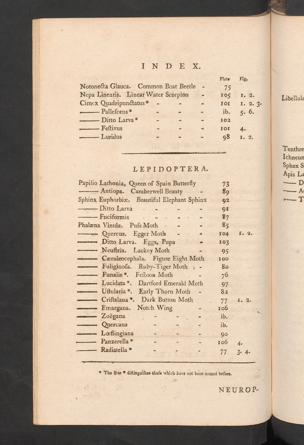 INDEX.
Plate Fig.
Notonecta Glauca. Common Boat Beetle - 75
Nepa Linearis. Linear Water Scorpion - 105 1. 2.
Cimex Quadripunctatus * - - 101 1. 2. 3.
—— Pallescens * - - ib. 5. 6.
—— Ditto Larva * - - 102
—— Festivus - - 101 4.
—— Luridus - - 98 1. 2.
LEPIDOPTERA.
Papilio Lathonia, Queen of Spain Butterfly 73
—— Antiopa. Camberwell Beauty - 89
Sphinx Euphorbiæ. Beautiful Elephant Sphinx 92
—— Ditto Larva - - 91
—— Fuciformis - - 87
Phalæna Vinula. Puss Moth - - 85
—— Quercus. Egger Moth - 104 1. 2.
—— Ditto Larva. Eggs, Pupa - 103
—— Neustria. Lackey Moth - 95
—— Cæruleocephala. Figure Eight Moth 100
—— Fuliginosa. Ruby-Tiger Moth - 80
—— Furcula *. Moth - 76
—— Lucidata *. Dartford Emerald Moth 97
—— Ustularia *. Early Thorn Moth - 82
—— Cristalana *. Dark Button Moth - 77 1. 2.
—— Emargana. Notch Wing - 106
—— Zoëgana - - ib.
—— Quercana - - ib.
—— Lœflingiana - - 90
—— Panzerella * - - 106 4.
—— Radiatella * - - 77 3. 4.
* The Star * distinguishes those which have not been named before.
NEUROP-
Libellula
Tenthre
Ichneum
Sphex S
Apis La
—— D
—— A
—— T